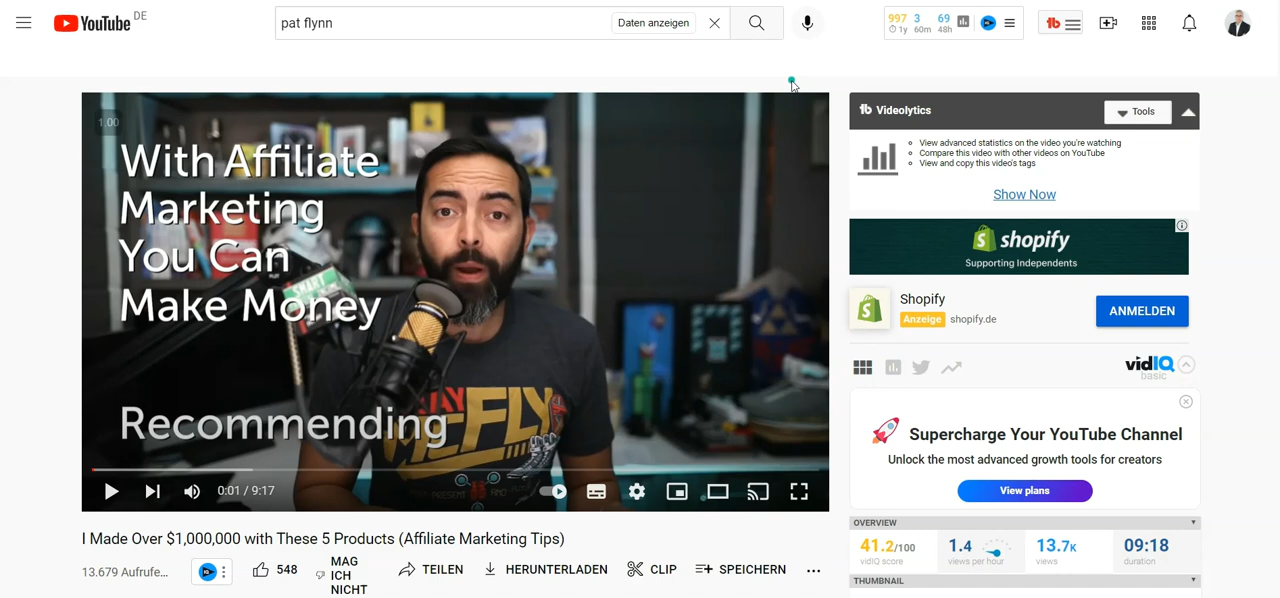 YouTube DE
pat flynn
Daten anzeigen
997 3 69
1y 60m 48h
1.00
With Affiliate
Marketing
You Can
Make Money
Recommending
0:01 / 9:17
I Made Over $1,000,000 with These 5 Products (Affiliate Marketing Tips)
13.679 Aufrufe...
548
MAG
ICH
NICHT
TEILEN
HERUNTERLADEN
CLIP
SPEICHERN
Videolytics
Tools
View advanced statistics on the video you're watching
Compare this video with other videos on YouTube
View and copy this video's tags
Show Now
shopify
Supporting Independents
Shopify
Anzeige shopify.de
ANMELDEN
vidIQ
basic
Supercharge Your YouTube Channel
Unlock the most advanced growth tools for creators
View plans
OVERVIEW
41.2/100
vidIQ score
1.4
views per hour
13.7K
views
09:18
duration
THUMBNAIL